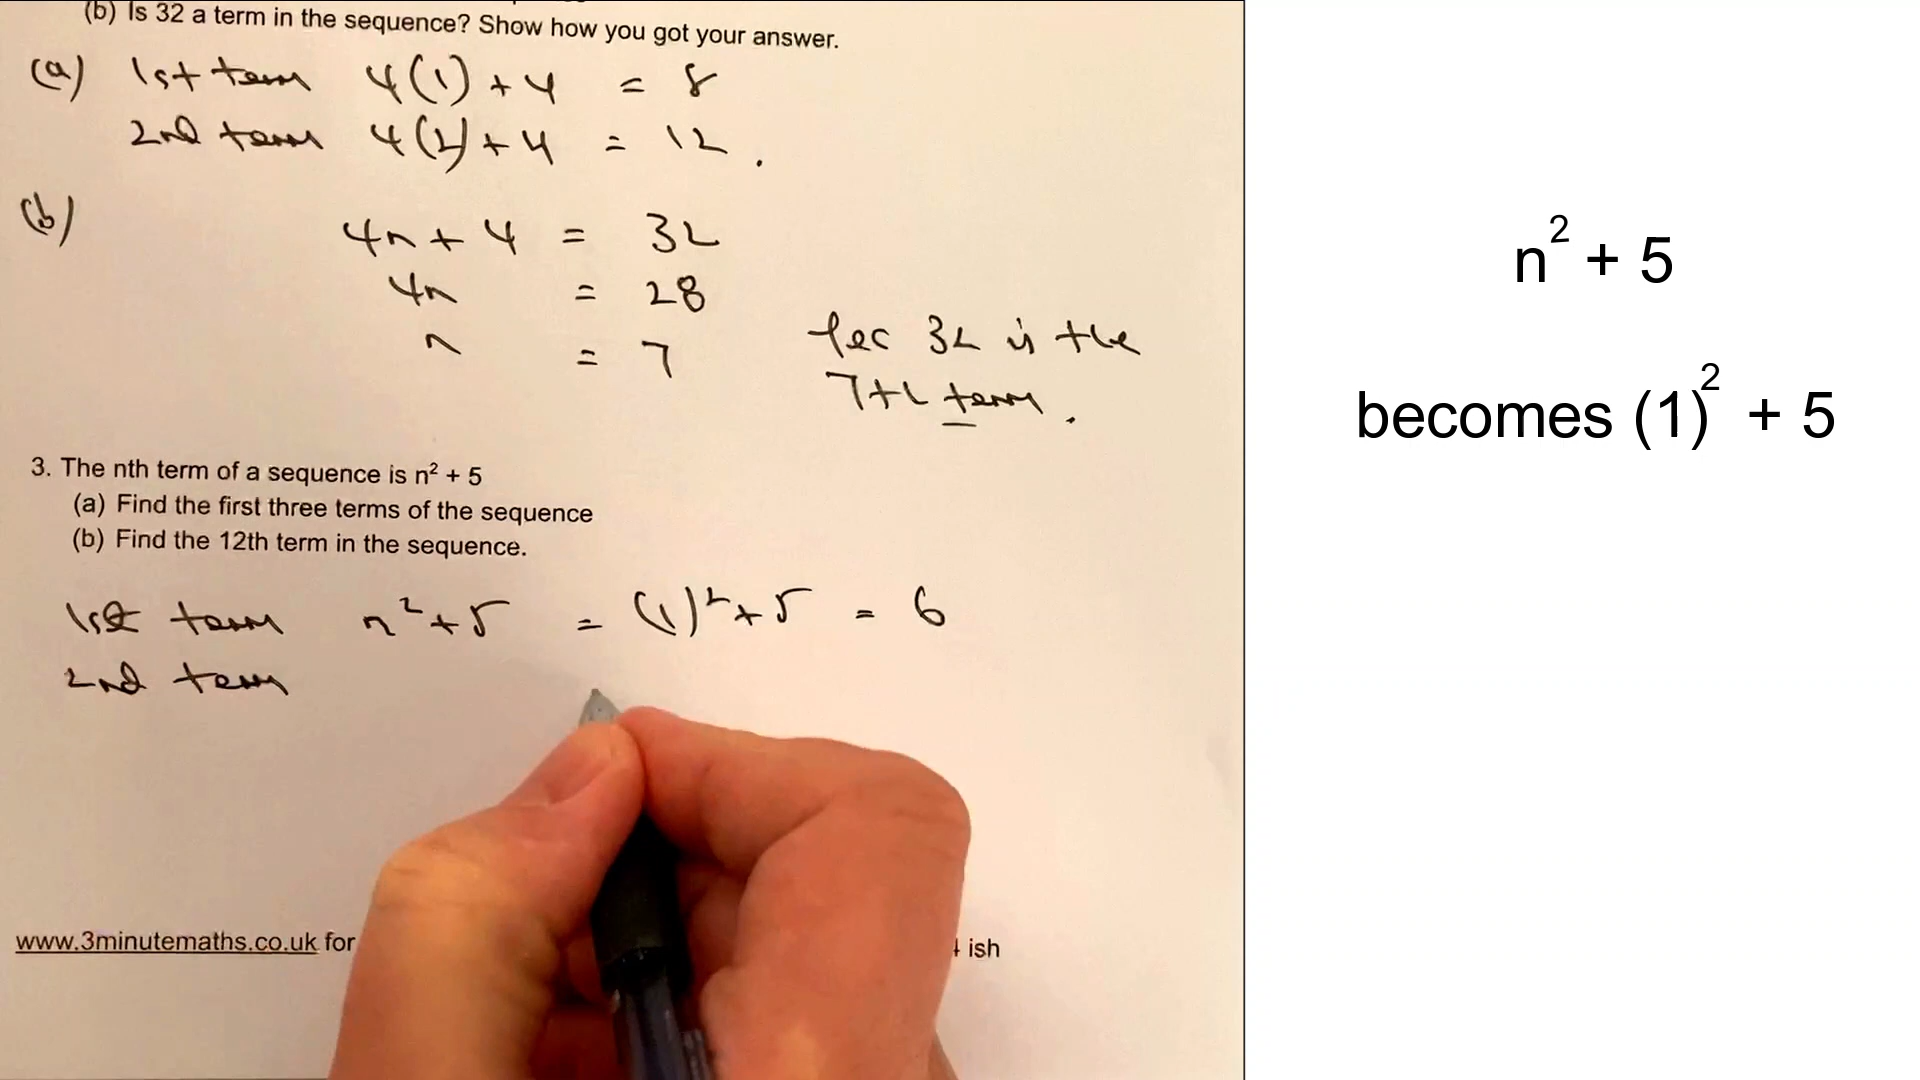 (b) Is 32 a term in the sequence? Show how you got your answer.
(a) 1st term 4(1) + 4 = 8
2nd term 4(2) + 4 = 12.
(b)
4n + 4 = 32
4n = 28
n = 7
Yes 32 is the
7th term.
3. The nth term of a sequence is n² + 5
(a) Find the first three terms of the sequence
(b) Find the 12th term in the sequence.
1st term n² + 5 = (1)² + 5 = 6
2nd term
www.3minutemaths.co.uk for
ish
n² + 5
becomes (1)² + 5